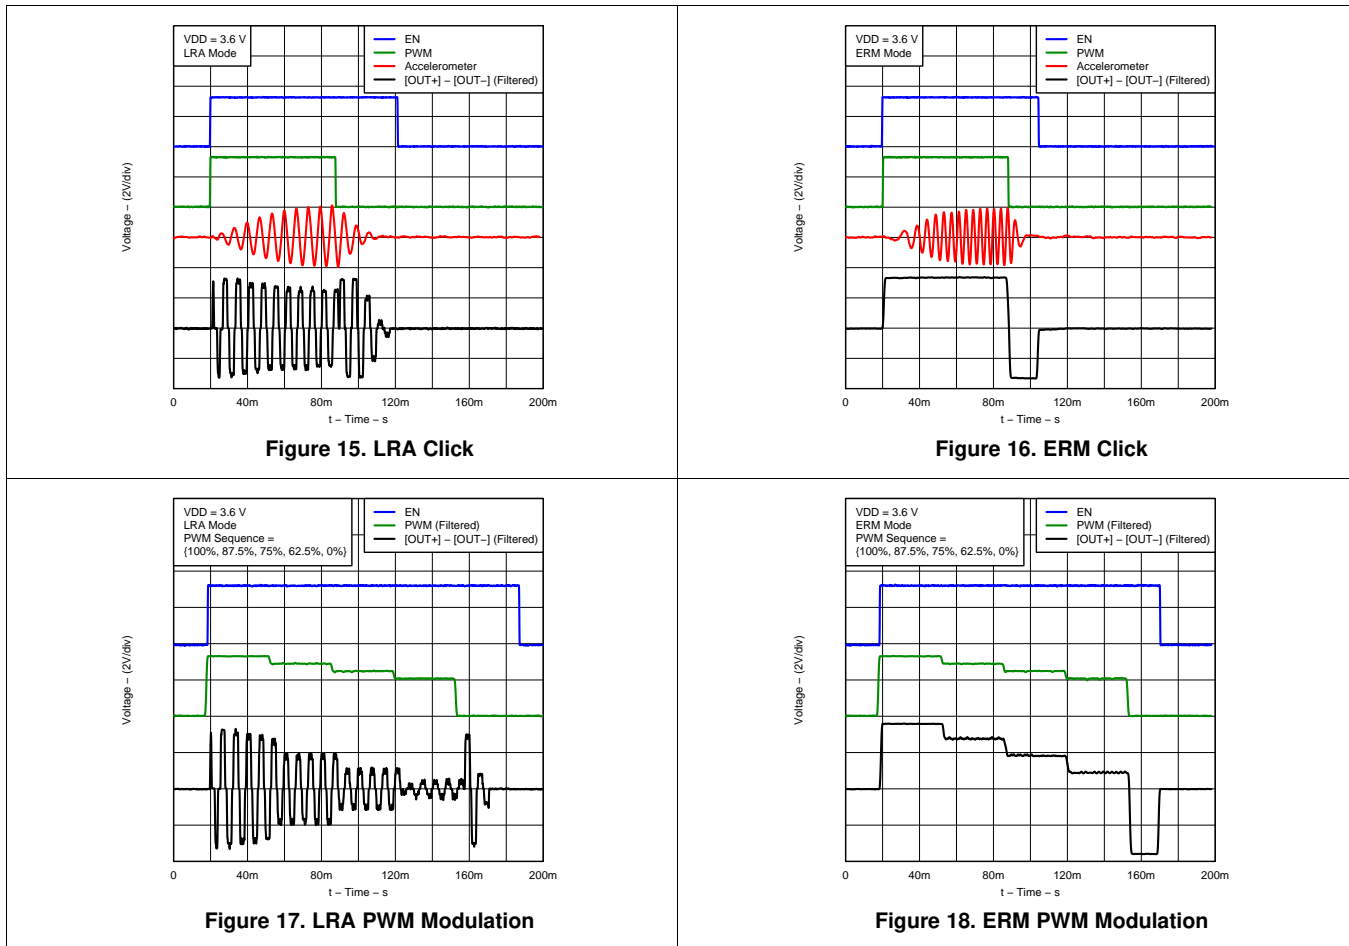 VDD = 3.6 V
LRA Mode
EN
PWM
Accelerometer
[OUT+] − [OUT−] (Filtered)
Voltage − (2V/div)
0 40m 80m 120m 160m 200m
t − Time − s
Figure 15. LRA Click
VDD = 3.6 V
ERM Mode
EN
PWM
Accelerometer
[OUT+] − [OUT−] (Filtered)
Voltage − (2V/div)
0 40m 80m 120m 160m 200m
t − Time − s
Figure 16. ERM Click
VDD = 3.6 V
LRA Mode
PWM Sequence =
{100%, 87.5%, 75%, 62.5%, 0%}
EN
PWM (Filtered)
[OUT+] − [OUT−] (Filtered)
Voltage − (2V/div)
0 40m 80m 120m 160m 200m
t − Time − s
Figure 17. LRA PWM Modulation
VDD = 3.6 V
ERM Mode
PWM Sequence =
{100%, 87.5%, 75%, 62.5%, 0%}
EN
PWM (Filtered)
[OUT+] − [OUT−] (Filtered)
Voltage − (2V/div)
0 40m 80m 120m 160m 200m
t − Time − s
Figure 18. ERM PWM Modulation